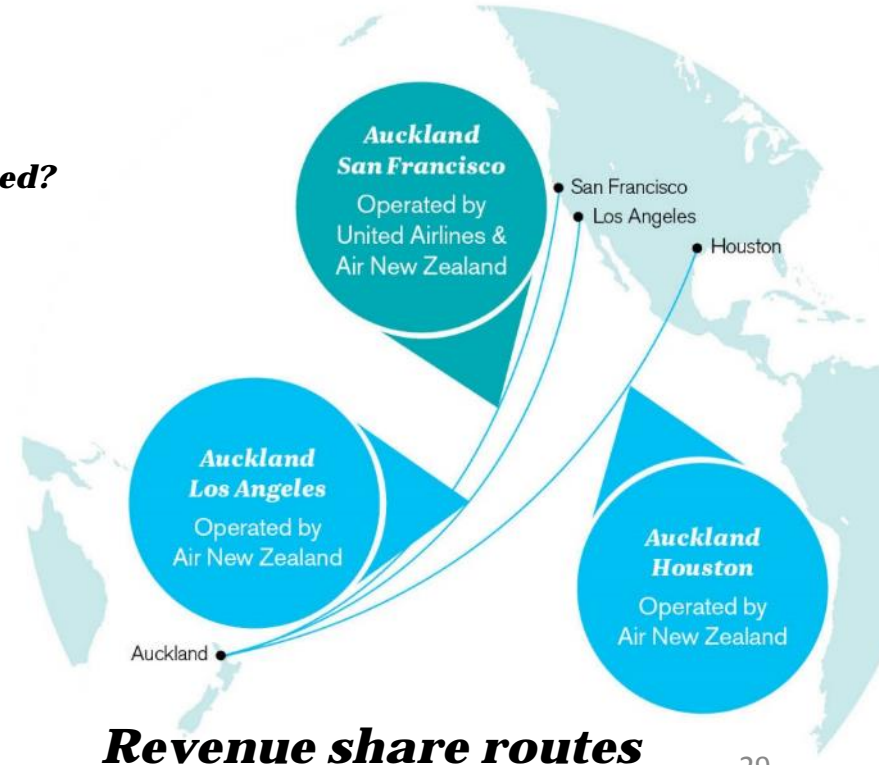 ed?
Auckland
San Francisco
Operated by
United Airlines &
Air New Zealand
San Francisco
Los Angeles
Houston
Auckland
Los Angeles
Operated by
Air New Zealand
Auckland
Houston
Operated by
Air New Zealand
Auckland
Revenue share routes